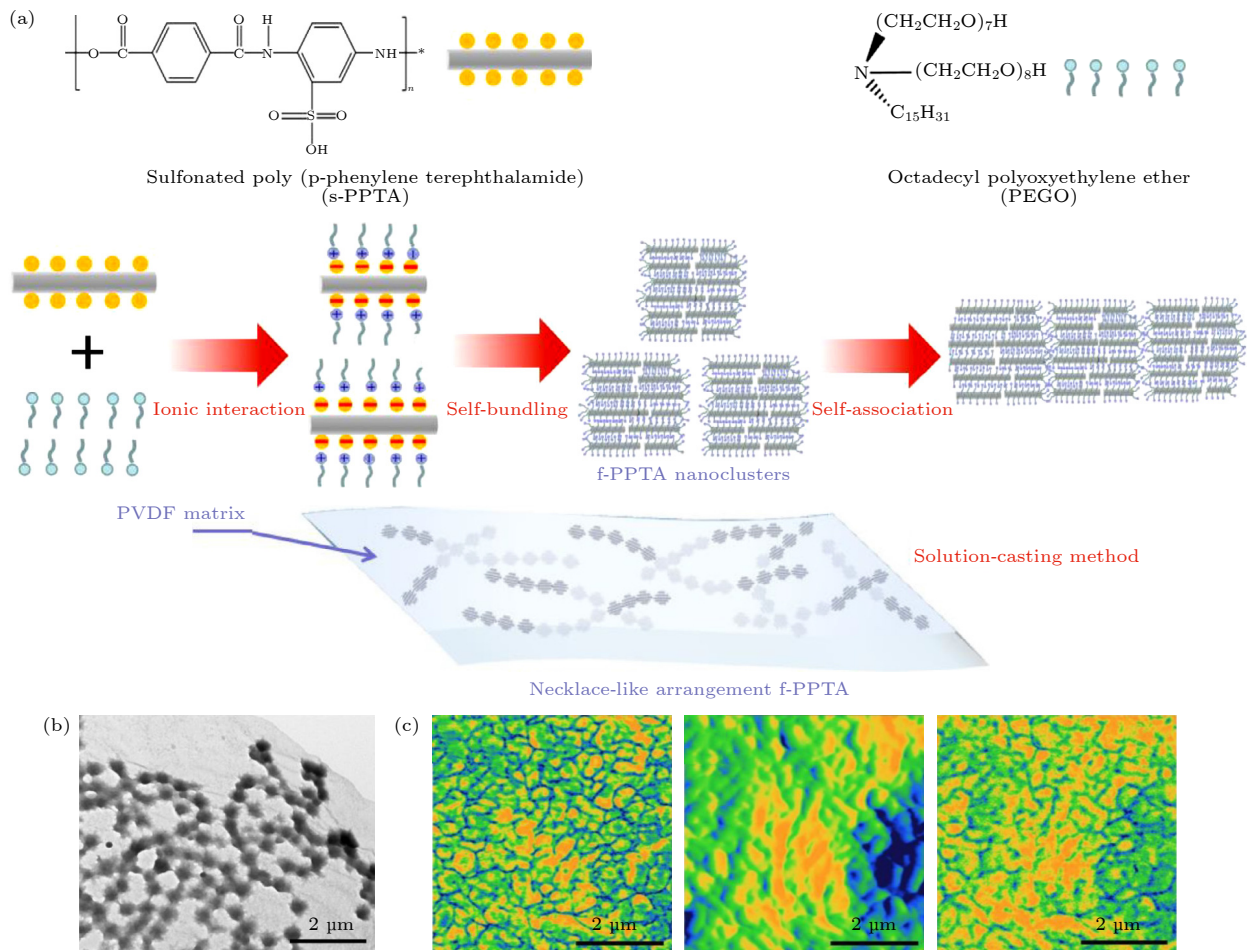 (a)
O
C
O
C
O
H
N
NH
*
n
O
S
O
OH
Sulfonated poly (p-phenylene terephthalamide)
(s-PPTA)
(CH2CH2O)7H
N
(CH2CH2O)8H
C15H31
Octadecyl polyoxyethylene ether
(PEGO)
+
Ionic interaction
Self-bundling
Self-association
f-PPTA nanoclusters
PVDF matrix
Solution-casting method
Necklace-like arrangement f-PPTA
(b)
2 μm
(c)
2 μm
2 μm
2 μm